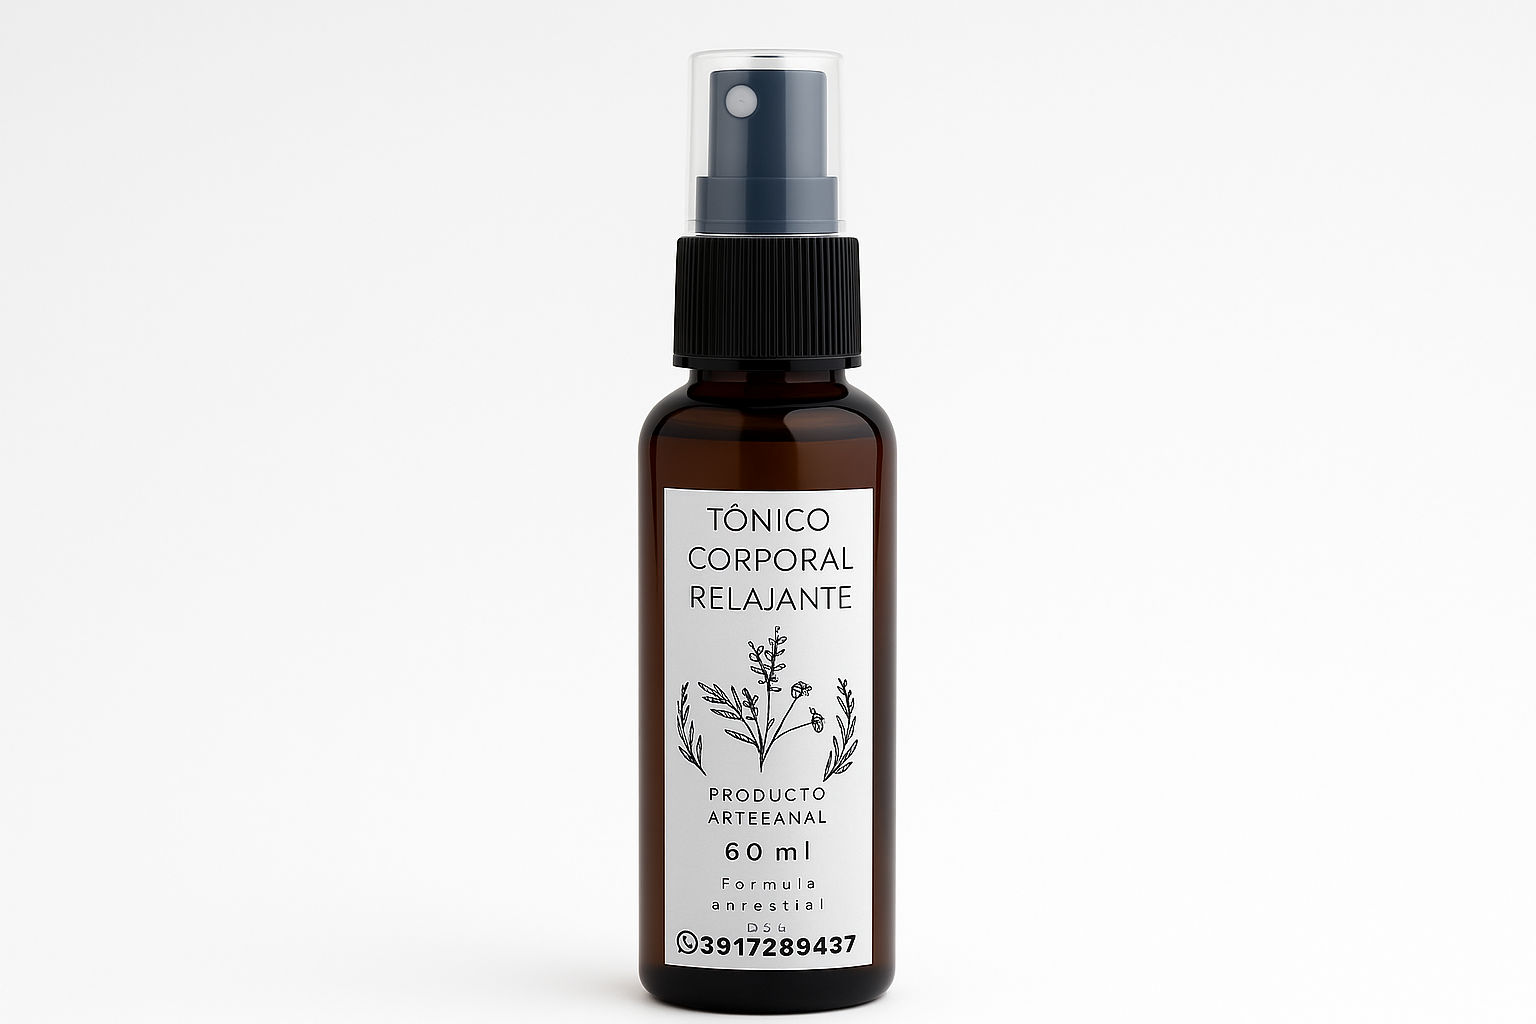 TÔNICO
CORPORAL
RELAJANTE
PRODUCTO
ARTEEANAL
60 ml
Formula
anrestial
DSG
3917289437